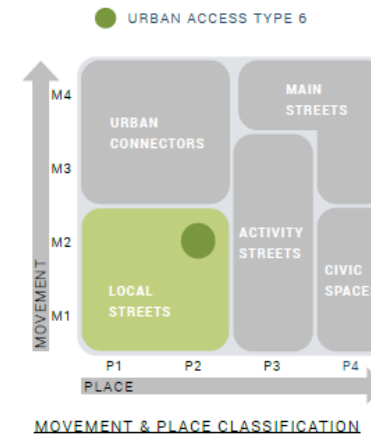 URBAN ACCESS TYPE 6
M4
MAIN
STREETS
URBAN
CONNECTORS
M3
M2
ACTIVITY
STREETS
CIVIC
SPACE
LOCAL
STREETS
M1
MOVEMENT
P1 P2 P3 P4
PLACE
MOVEMENT & PLACE CLASSIFICATION